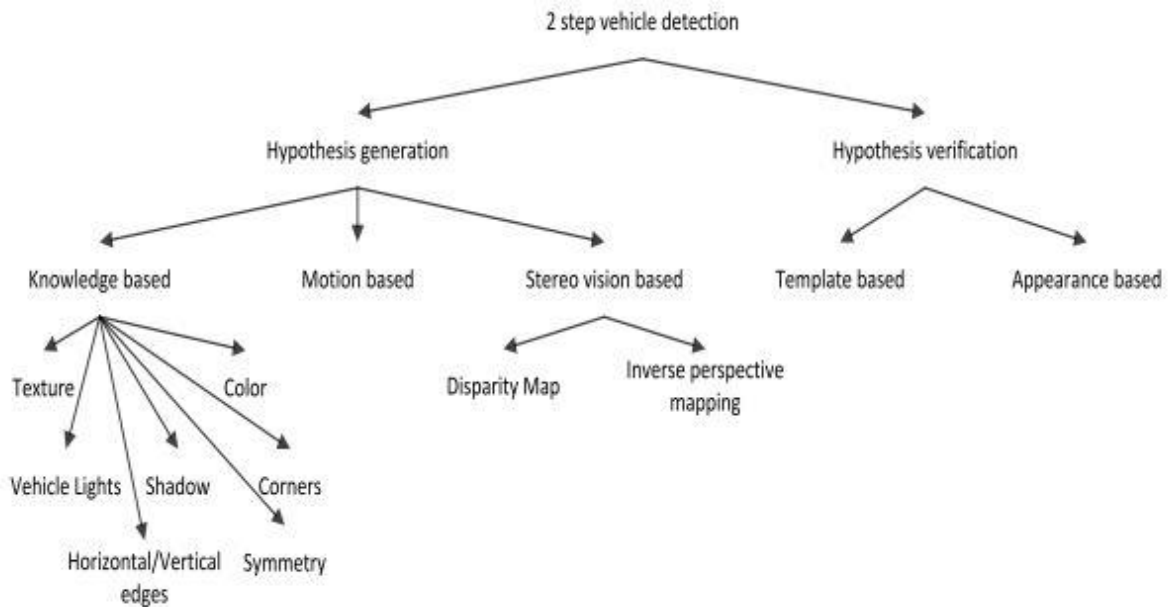 2 step vehicle detection
Hypothesis generation
Hypothesis verification
Knowledge based
Motion based
Stereo vision based
Template based
Appearance based
Texture
Color
Disparity Map
Inverse perspective
mapping
Vehicle Lights
Shadow
Corners
Horizontal/Vertical
edges
Symmetry